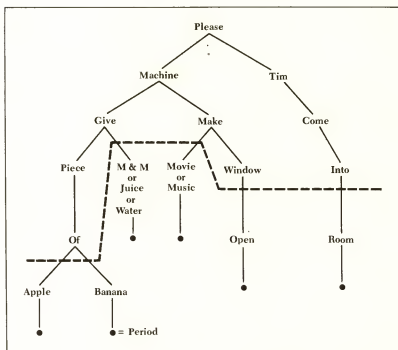 Please
Machine
Tim
Give
Make
Come
Piece
M & M
or
Juice
or
Water
Movie
or
Music
Window
Into
Of
Open
Room
Apple
Banana
● = Period